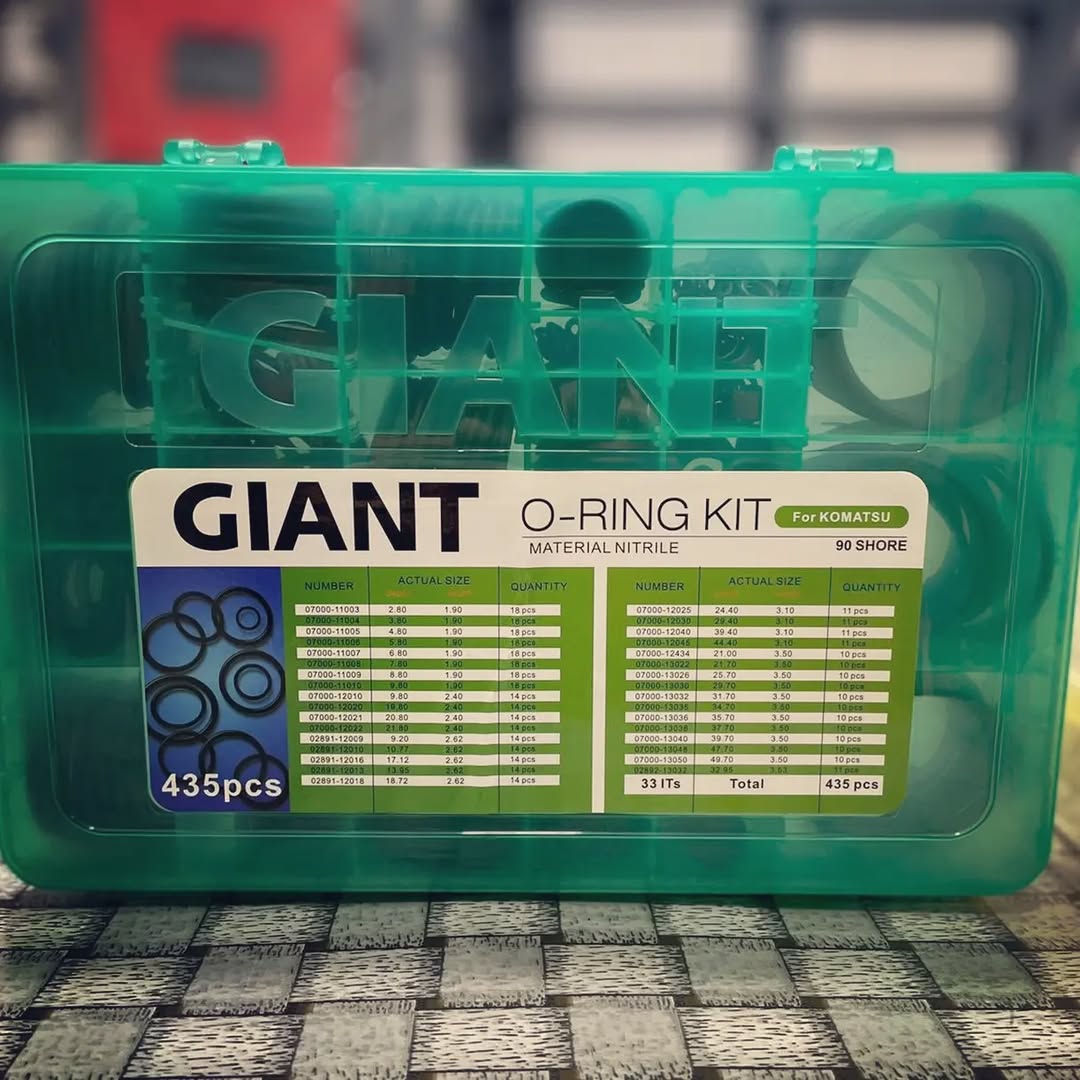 GIANT
GIANT
O-RING KIT For KOMATSU
MATERIAL NITRILE 90 SHORE
NUMBER ACTUAL SIZE QUANTITY
07000-11003 2.80 1.90 18 pcs
07000-11004 3.80 1.90 18 pcs
07000-11005 4.80 1.90 18 pcs
07000-11006 5.80 1.90 18 pcs
07000-11007 6.80 1.90 18 pcs
07000-11008 7.80 1.90 18 pcs
07000-11009 8.80 1.90 18 pcs
07000-11010 9.80 1.90 18 pcs
07000-12010 9.80 2.40 14 pcs
07000-12020 19.80 2.40 14 pcs
07000-12021 20.80 2.40 14 pcs
07000-12022 21.80 2.40 14 pcs
02891-12009 9.20 2.62 14 pcs
02891-12010 10.77 2.62 14 pcs
02891-12016 17.12 2.62 14 pcs
02891-12013 13.95 2.62 14 pcs
02891-12018 18.72 2.62 14 pcs
435pcs
NUMBER ACTUAL SIZE QUANTITY
07000-12025 24.40 3.10 11 pcs
07000-12030 29.40 3.10 11 pcs
07000-12040 39.40 3.10 11 pcs
07000-12045 44.40 3.10 11 pcs
07000-12434 21.00 3.50 10 pcs
07000-13022 21.70 3.50 10 pcs
07000-13026 25.70 3.50 10 pcs
07000-13030 29.70 3.50 10 pcs
07000-13032 31.70 3.50 10 pcs
07000-13035 34.70 3.50 10 pcs
07000-13036 35.70 3.50 10 pcs
07000-13038 37.70 3.50 10 pcs
07000-13040 39.70 3.50 10 pcs
07000-13048 47.70 3.50 10 pcs
07000-13050 49.70 3.50 10 pcs
02892-13032 32.95 3.53 11 pcs
33 ITs Total 435 pcs